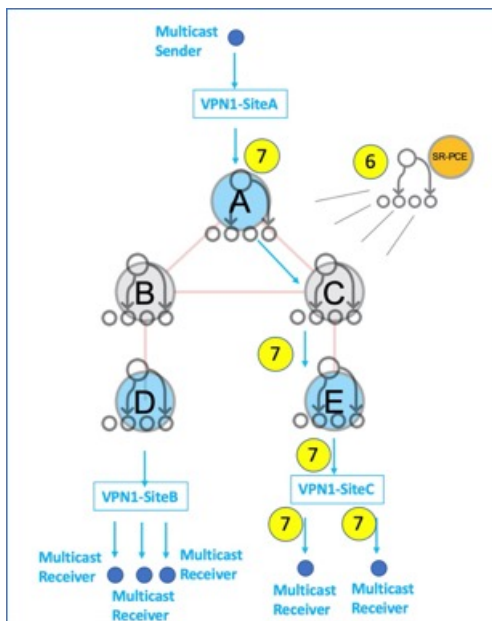 Multicast
Sender
VPN1-SiteA
7
6
SR-PCE
A
B
C
7
D
E
7
VPN1-SiteB
VPN1-SiteC
7
7
Multicast
Receiver
Multicast
Receiver
Multicast
Receiver
Multicast
Receiver
Multicast
Receiver